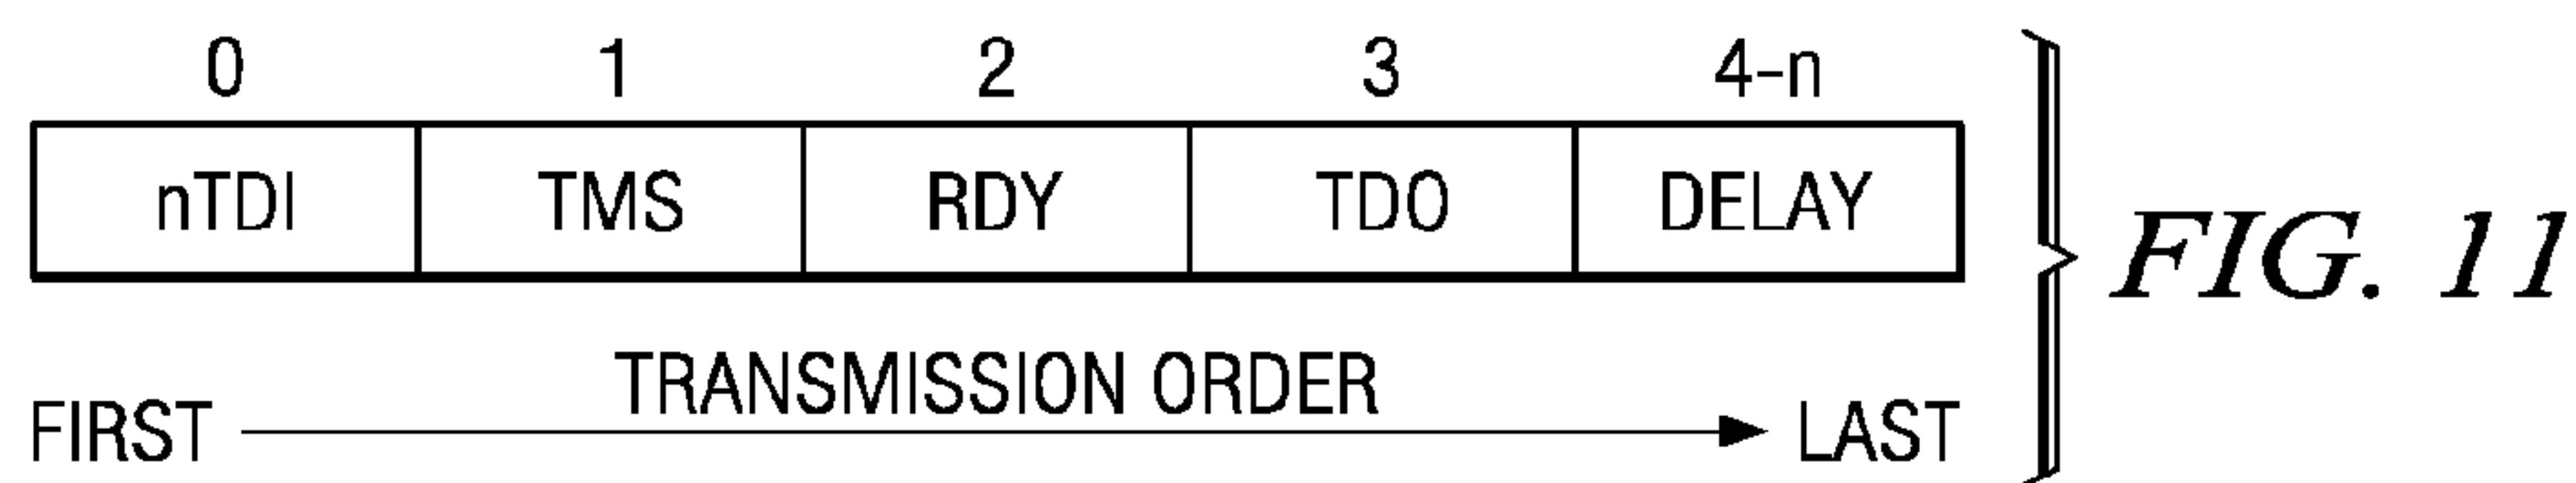 0 1 2 3 4-n
nTDI TMS RDY TDO DELAY
FIG. 11
TRANSMISSION ORDER
FIRST LAST